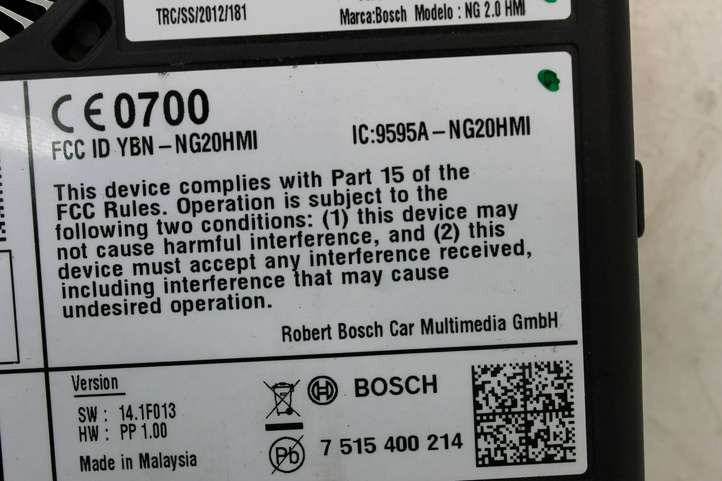 TRC/SS/2012/181
Marca:Bosch Modelo : NG 2.0 HMI
CE0700
FCC ID YBN-NG20HMI
IC:9595A-NG20HMI
This device complies with Part 15 of the
FCC Rules. Operation is subject to the
following two conditions: (1) this device may
not cause harmful interference, and (2) this
device must accept any interference received,
including interference that may cause
undesired operation.
Robert Bosch Car Multimedia GmbH
Version
SW : 14.1F013
HW : PP 1.00
Made in Malaysia
BOSCH
Pb
7 515 400 214